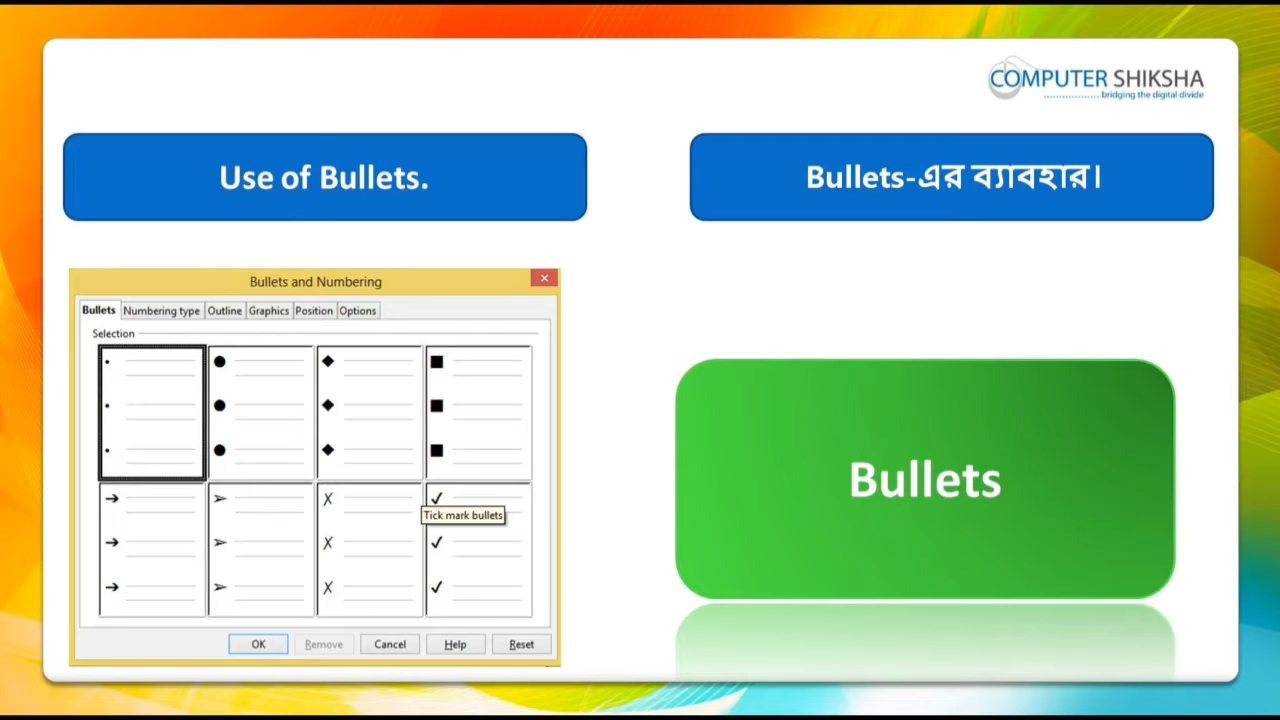 COMPUTER SHIKSHA
bridging the digital divide
Use of Bullets.
Bullets-এর ব্যাবহার।
Bullets and Numbering
Bullets Numbering type Outline Graphics Position Options
Selection
Tick mark bullets
OK Remove Cancel Help Reset
Bullets